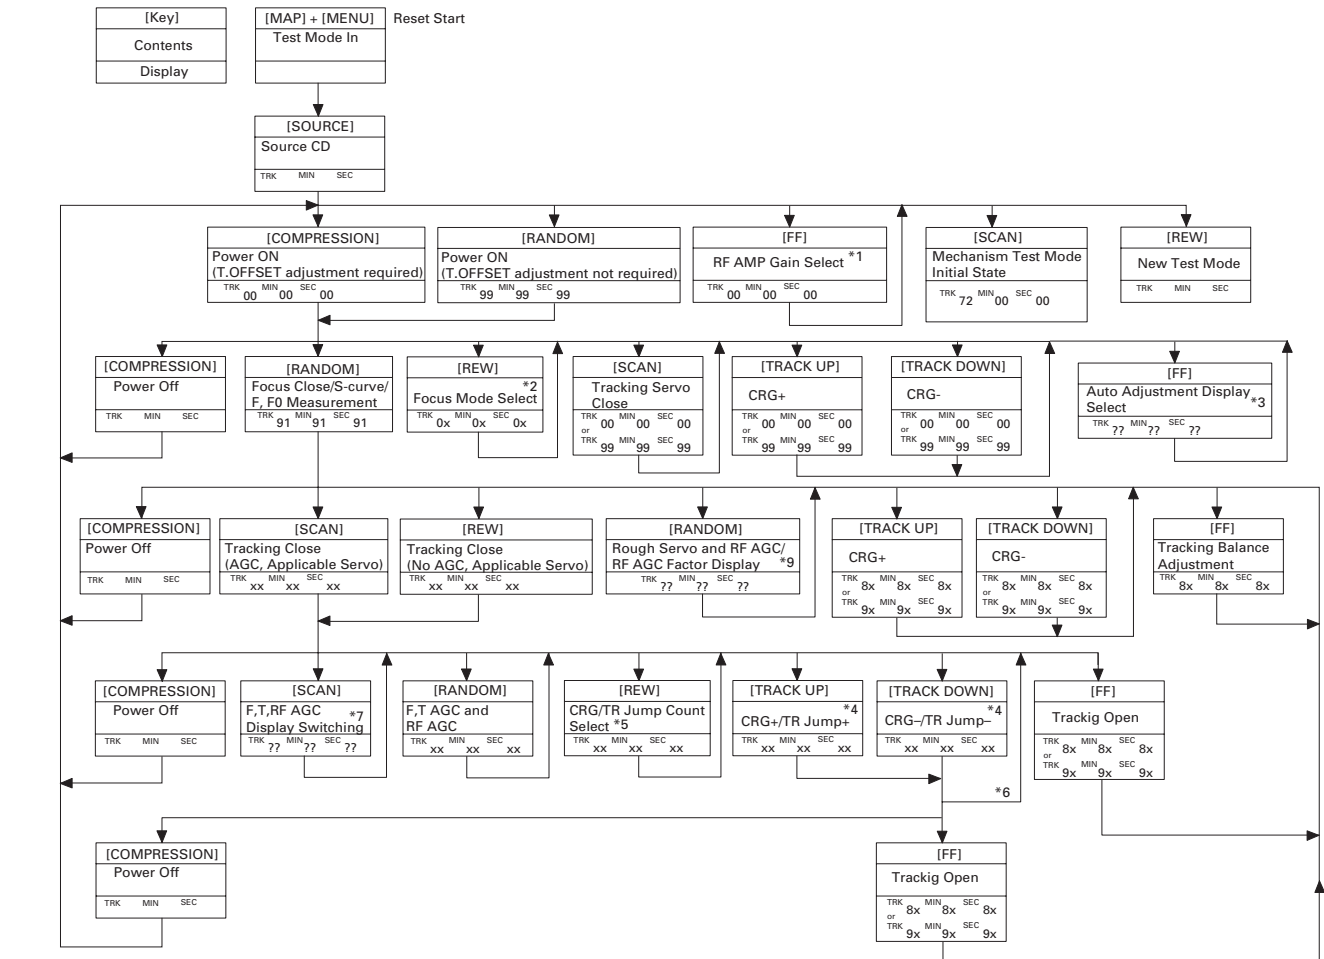 [Key]
Contents
Display
[MAP] + [MENU]
Test Mode In
Reset Start
[SOURCE]
Source CD
TRK MIN SEC
[COMPRESSION]
Power ON
(T.OFFSET adjustment required)
TRK 00 MIN 00 SEC 00
[RANDOM]
Power ON
(T.OFFSET adjustment not required)
TRK 99 MIN 99 SEC 99
[FF]
RF AMP Gain Select *1
TRK 00 MIN 00 SEC 00
[SCAN]
Mechanism Test Mode
Initial State
TRK 72 MIN 00 SEC 00
[REW]
New Test Mode
TRK MIN SEC
[COMPRESSION]
Power Off
TRK MIN SEC
[RANDOM]
Focus Close/S-curve/
F, F0 Measurement
TRK 91 MIN 91 SEC 91
[REW]
*2
Focus Mode Select
TRK 0x MIN 0x SEC 0x
[SCAN]
Tracking Servo
Close
TRK 00 MIN 00 SEC 00
or
TRK 99 MIN 99 SEC 99
[TRACK UP]
CRG+
TRK 00 MIN 00 SEC 00
or
TRK 99 MIN 99 SEC 99
[TRACK DOWN]
CRG-
TRK 00 MIN 00 SEC 00
or
TRK 99 MIN 99 SEC 99
[FF]
Auto Adjustment Display
Select *3
TRK ?? MIN ?? SEC ??
[COMPRESSION]
Power Off
TRK MIN SEC
[SCAN]
Tracking Close
(AGC, Applicable Servo)
TRK xx MIN xx SEC xx
[REW]
Tracking Close
(No AGC, Applicable Servo)
TRK xx MIN xx SEC xx
[RANDOM]
Rough Servo and RF AGC/
RF AGC Factor Display *9
TRK ?? MIN ?? SEC ??
[TRACK UP]
CRG+
TRK 8x MIN 8x SEC 8x
or
TRK 9x MIN 9x SEC 9x
[TRACK DOWN]
CRG-
TRK 8x MIN 8x SEC 8x
or
TRK 9x MIN 9x SEC 9x
[FF]
Tracking Balance
Adjustment
TRK 8x MIN 8x SEC 8x
[COMPRESSION]
Power Off
TRK MIN SEC
[SCAN]
F,T,RF AGC
Display Switching *7
TRK ?? MIN ?? SEC ??
[RANDOM]
F,T AGC and
RF AGC
TRK xx MIN xx SEC xx
[REW]
CRG/TR Jump Count
Select *5
TRK xx MIN xx SEC xx
[TRACK UP]
*4
CRG+/TR Jump+
TRK xx MIN xx SEC xx
[TRACK DOWN]
*4
CRG–/TR Jump–
TRK xx MIN xx SEC xx
[FF]
Trackig Open
TRK 8x MIN 8x SEC 8x
or
TRK 9x MIN 9x SEC 9x
*6
[COMPRESSION]
Power Off
TRK MIN SEC
[FF]
Trackig Open
TRK 8x MIN 8x SEC 8x
or
TRK 9x MIN 9x SEC 9x